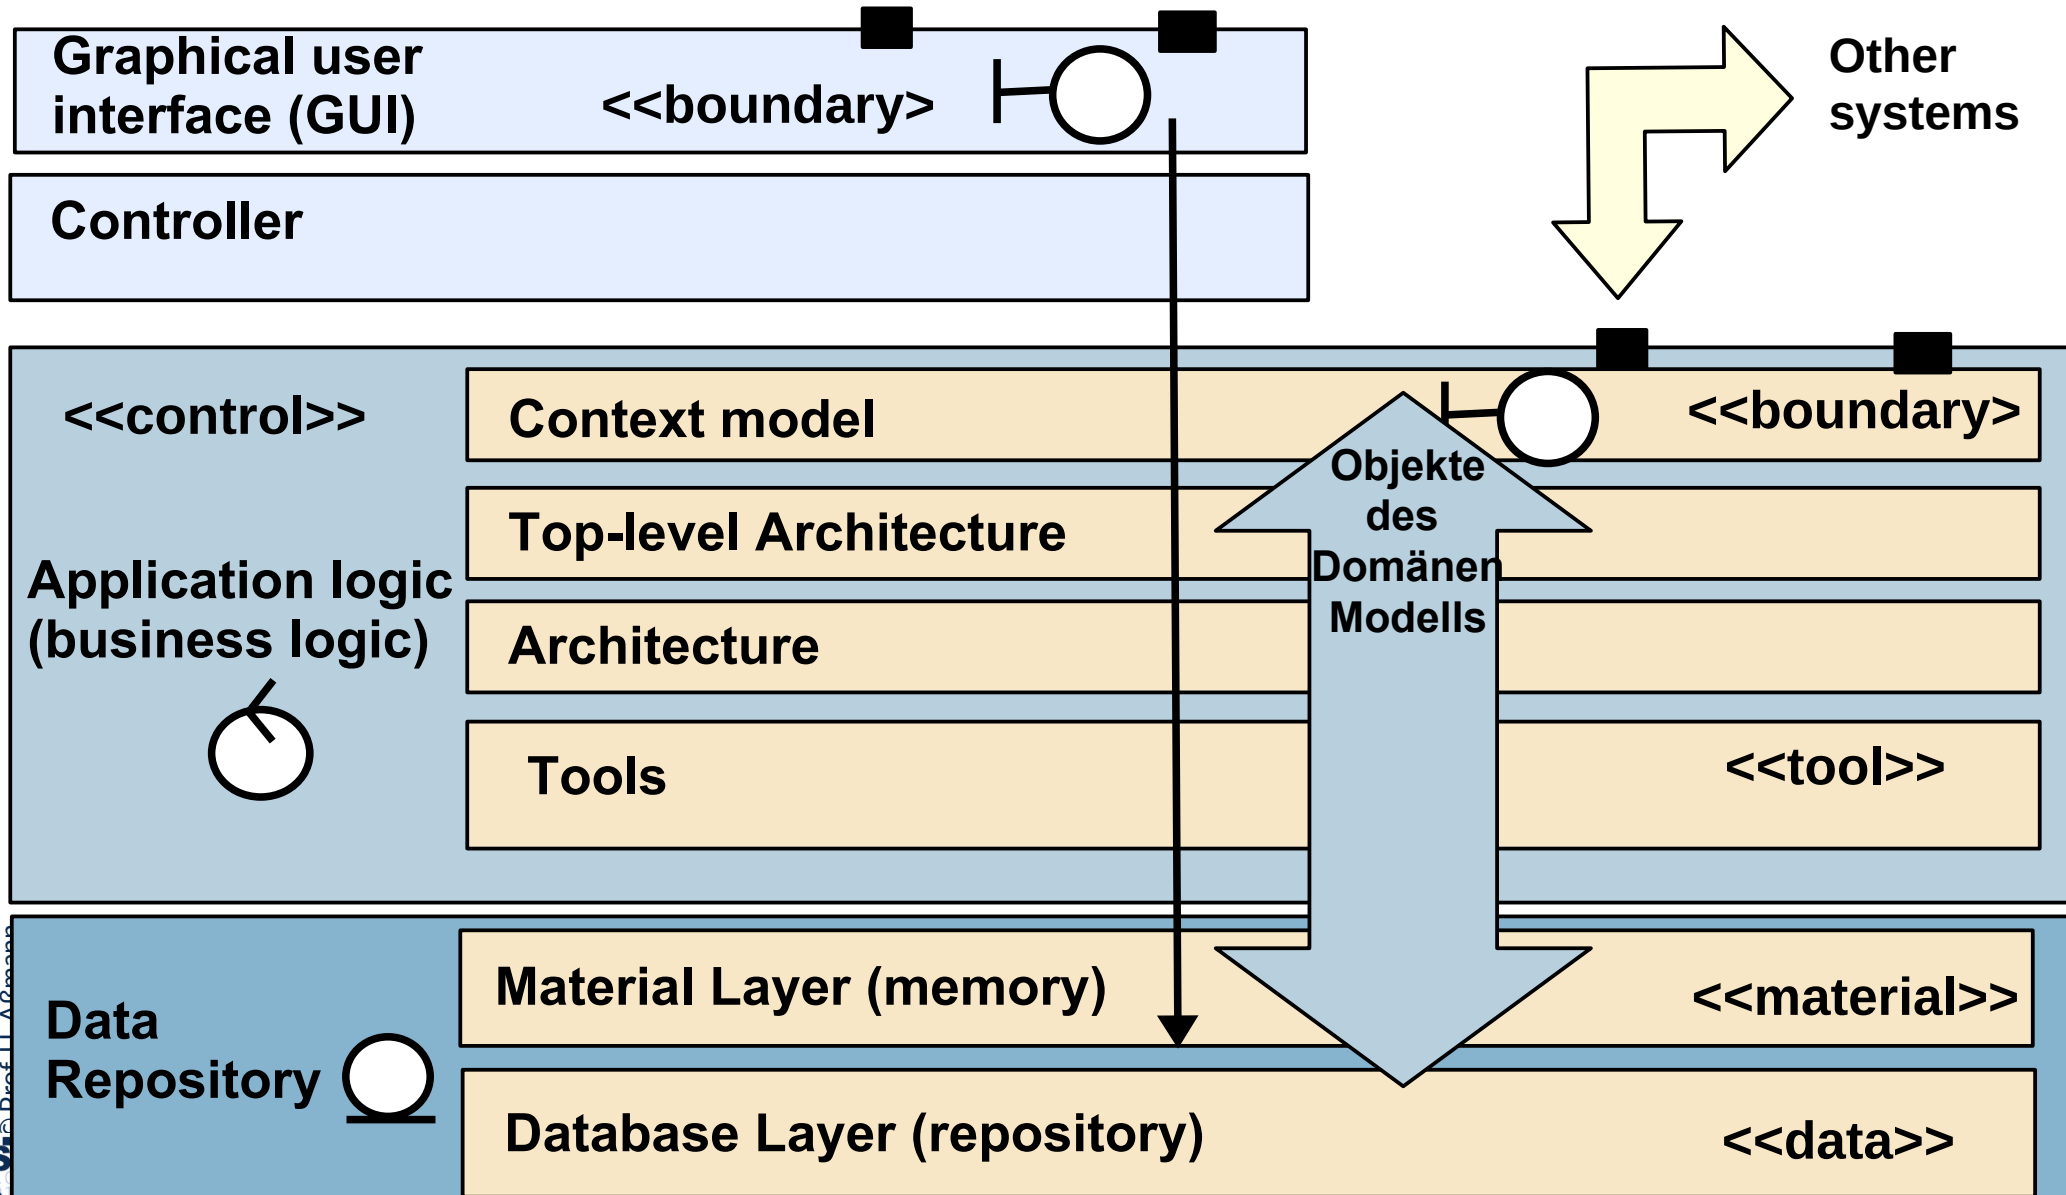 Graphical user
interface (GUI)
<<boundary>
Other
systems
Controller
<<control>>
Context model
<<boundary>
Objekte
des
Domänen
Modells
Top-level Architecture
Application logic
(business logic)
Architecture
Tools
<<tool>>
Material Layer (memory)
<<material>>
Data
Repository
Database Layer (repository)
<<data>>